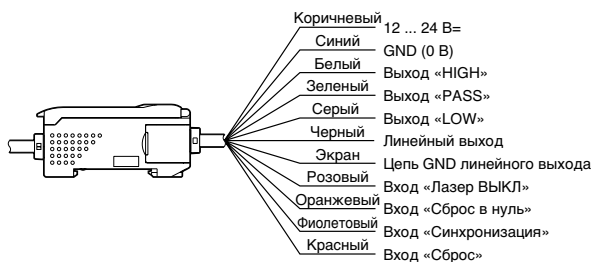 Коричневый 12 ... 24 В=
Синий GND (0 В)
Белый Выход «HIGH»
Зеленый Выход «PASS»
Серый Выход «LOW»
Черный Линейный выход
Экран Цепь GND линейного выхода
Розовый Вход «Лазер ВЫКЛ»
Оранжевый Вход «Сброс в нуль»
Фиолетовый Вход «Синхронизация»
Красный Вход «Сброс»